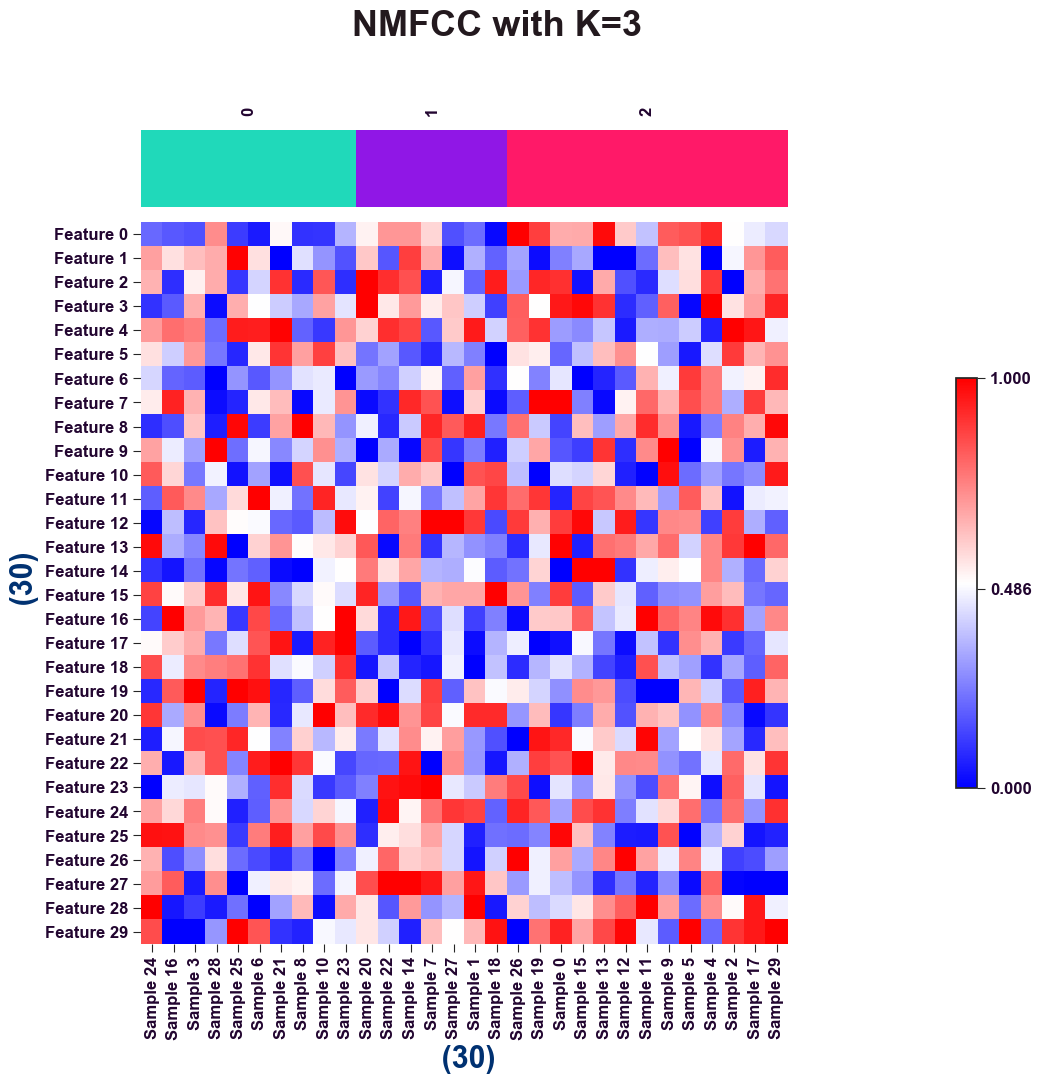 NMFCC with K=3
0
1
2
Feature 0
Feature 1
Feature 2
Feature 3
Feature 4
Feature 5
Feature 6
Feature 7
Feature 8
Feature 9
Feature 10
Feature 11
Feature 12
Feature 13
Feature 14
Feature 15
Feature 16
Feature 17
Feature 18
Feature 19
Feature 20
Feature 21
Feature 22
Feature 23
Feature 24
Feature 25
Feature 26
Feature 27
Feature 28
Feature 29
(30)
Sample 24
Sample 16
Sample 3
Sample 28
Sample 25
Sample 6
Sample 21
Sample 8
Sample 10
Sample 23
Sample 20
Sample 22
Sample 14
Sample 7
Sample 27
Sample 1
Sample 18
Sample 26
Sample 19
Sample 0
Sample 15
Sample 13
Sample 12
Sample 11
Sample 9
Sample 5
Sample 4
Sample 2
Sample 17
Sample 29
(30)
1.000
0.486
0.000